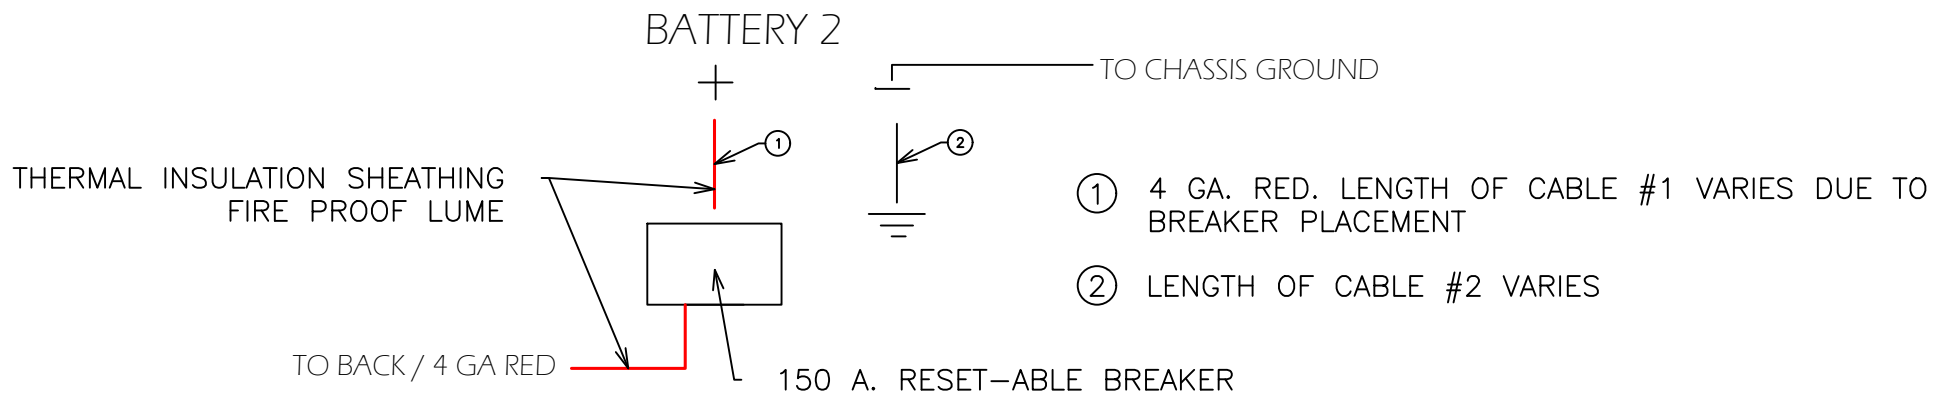 BATTERY 2
+
TO CHASSIS GROUND
1
2
THERMAL INSULATION SHEATHING
FIRE PROOF LUME
1 4 GA. RED. LENGTH OF CABLE #1 VARIES DUE TO
BREAKER PLACEMENT
2 LENGTH OF CABLE #2 VARIES
TO BACK / 4 GA RED
150 A. RESET-ABLE BREAKER